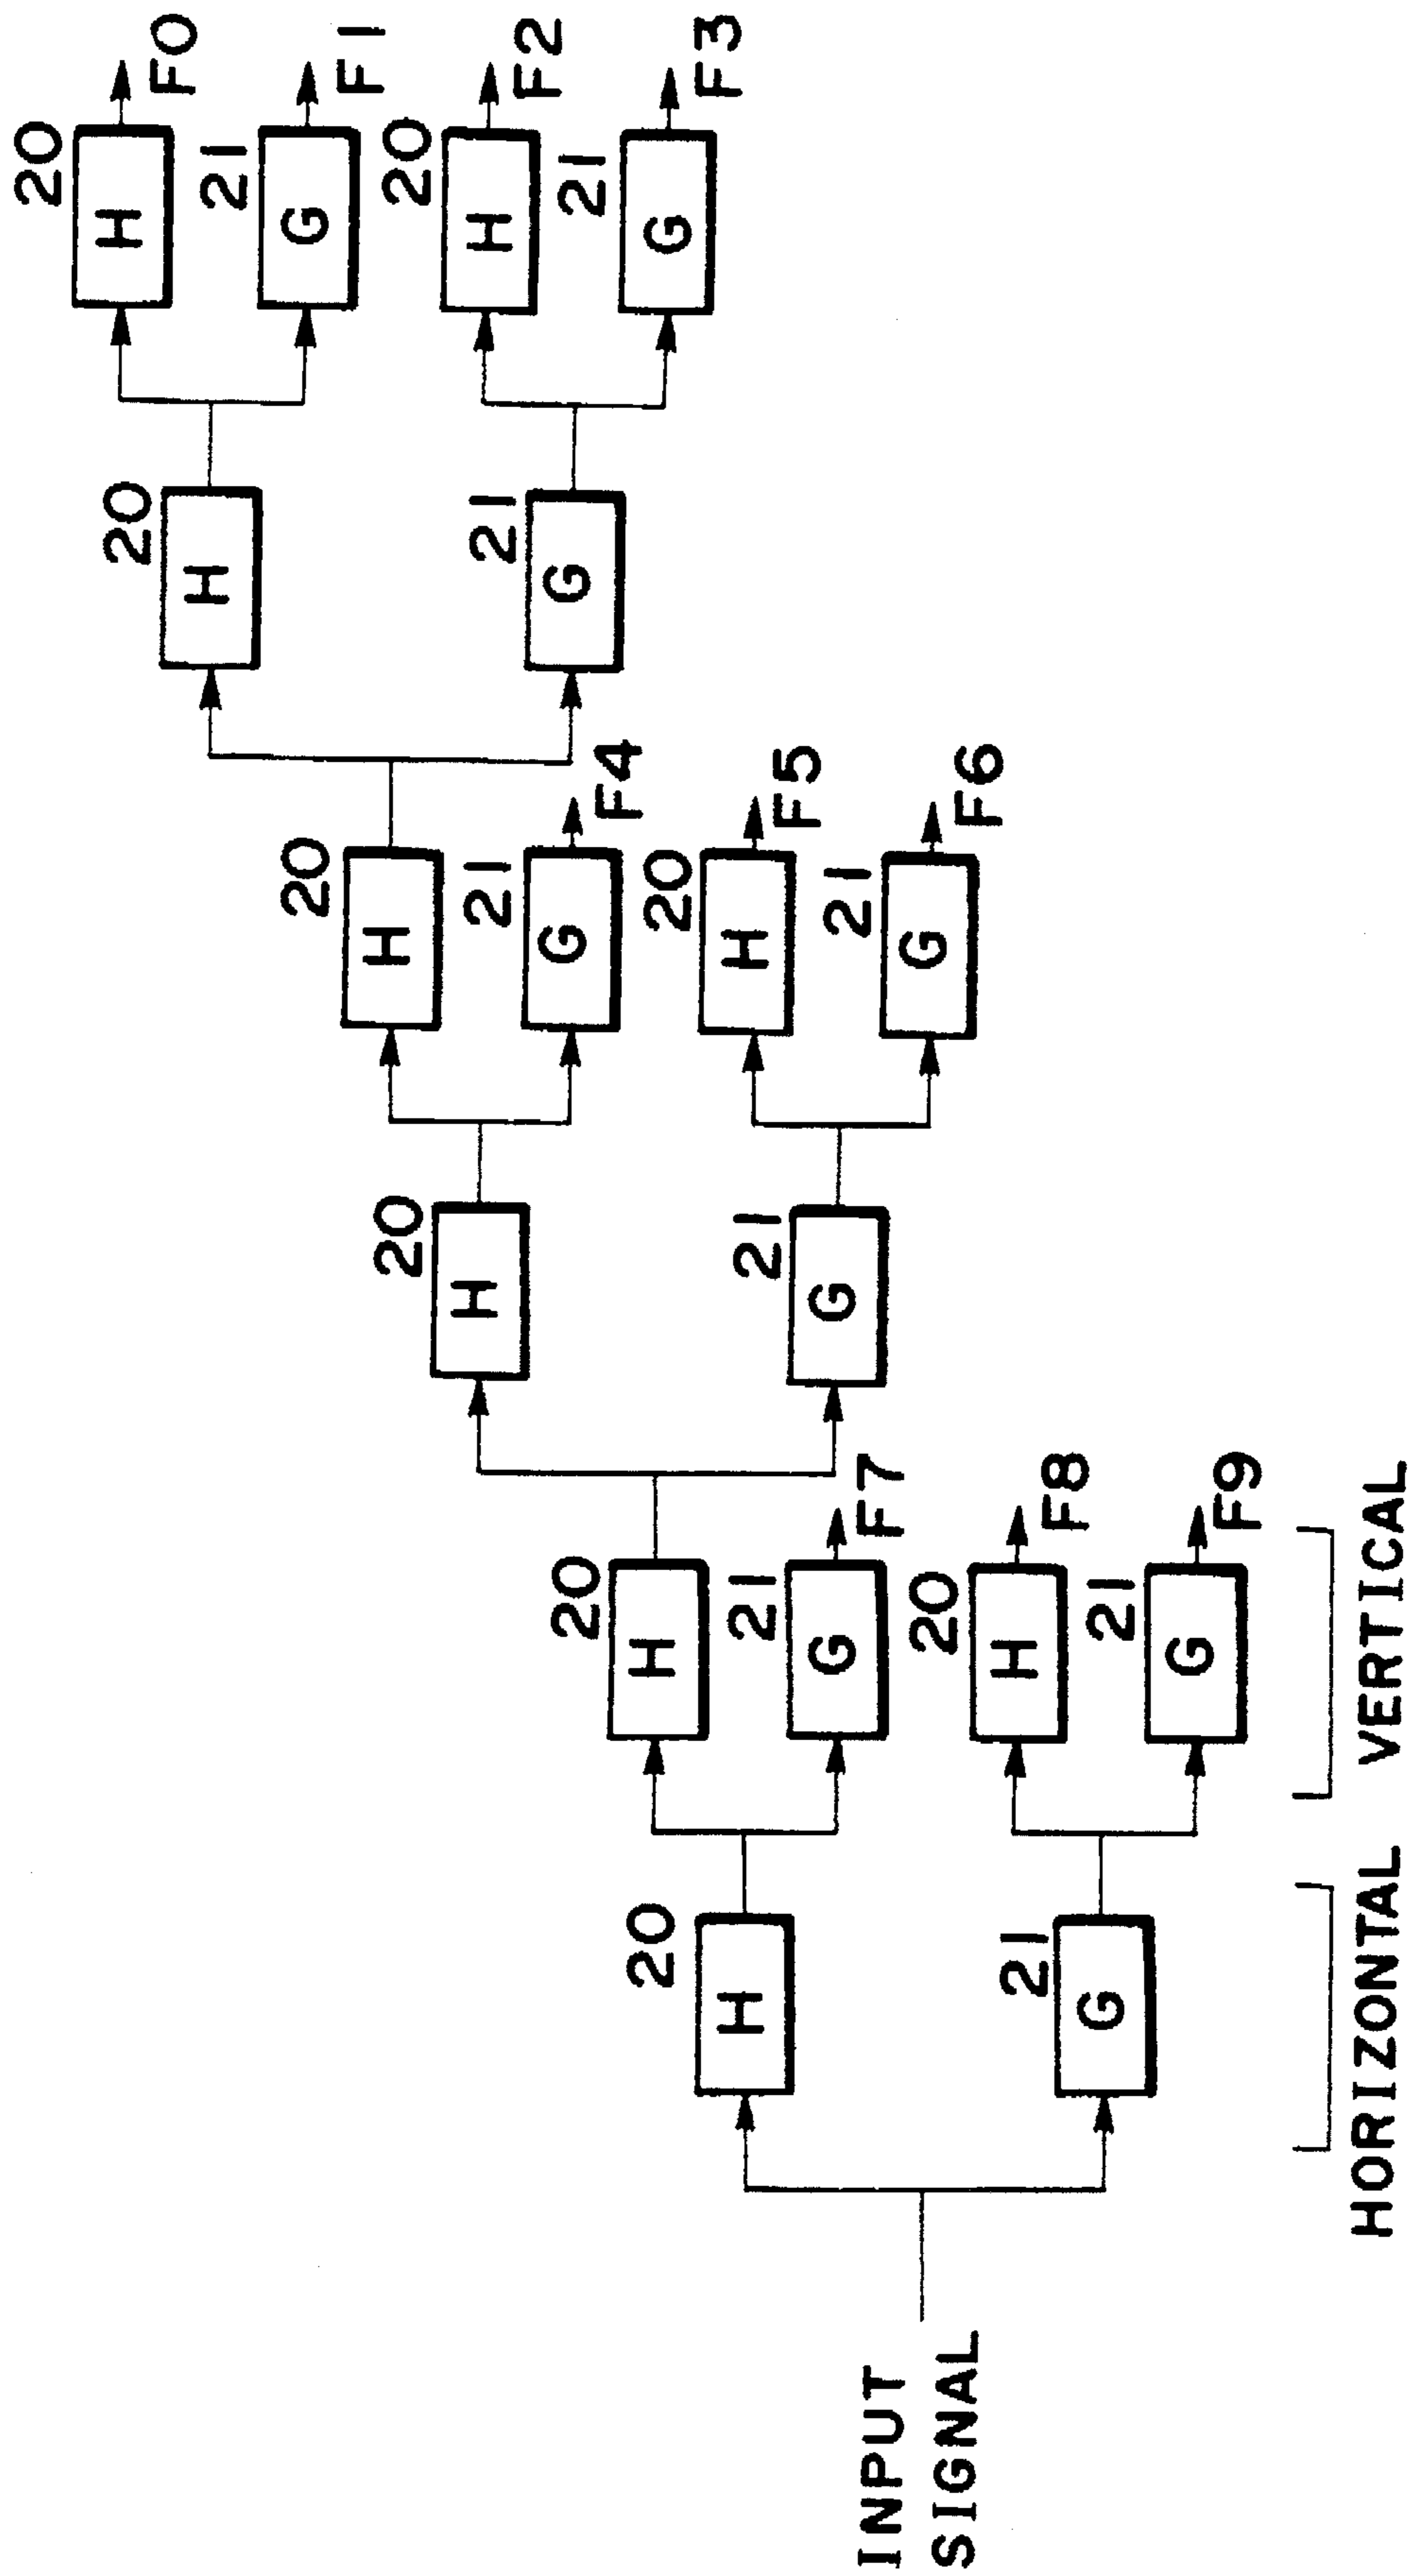 20
H
F0
21
G
F1
20
H
20
H
F2
21
G
21
G
F3
20
H
20
H
21
G
F4
21
G
20
H
F5
21
G
F6
20
H
20
H
21
G
F7
INPUT
SIGNAL
21
G
20
H
F8
21
G
F9
HORIZONTAL
VERTICAL